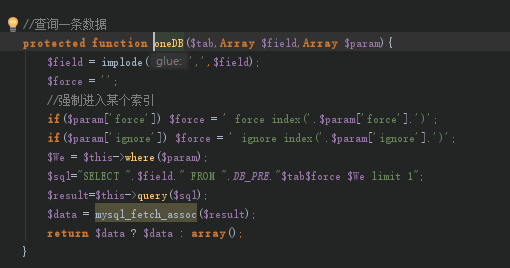 //查询一条数据
protected function oneDB($tab,Array $field,Array $param){
$field = implode( glue: ',',$field);
$force = '';
//强制进入某个索引
if($param['force']) $force = ' force index('.$param['force'].')';
if($param['ignore']) $force = ' ignore index('.$param['ignore'].')';
$We = $this->where($param);
$sql="SELECT ".$field." FROM ".DB_PRE."$tab$force $We limit 1";
$result=$this->query($sql);
$data = mysql_fetch_assoc($result);
return $data ? $data : array();
}